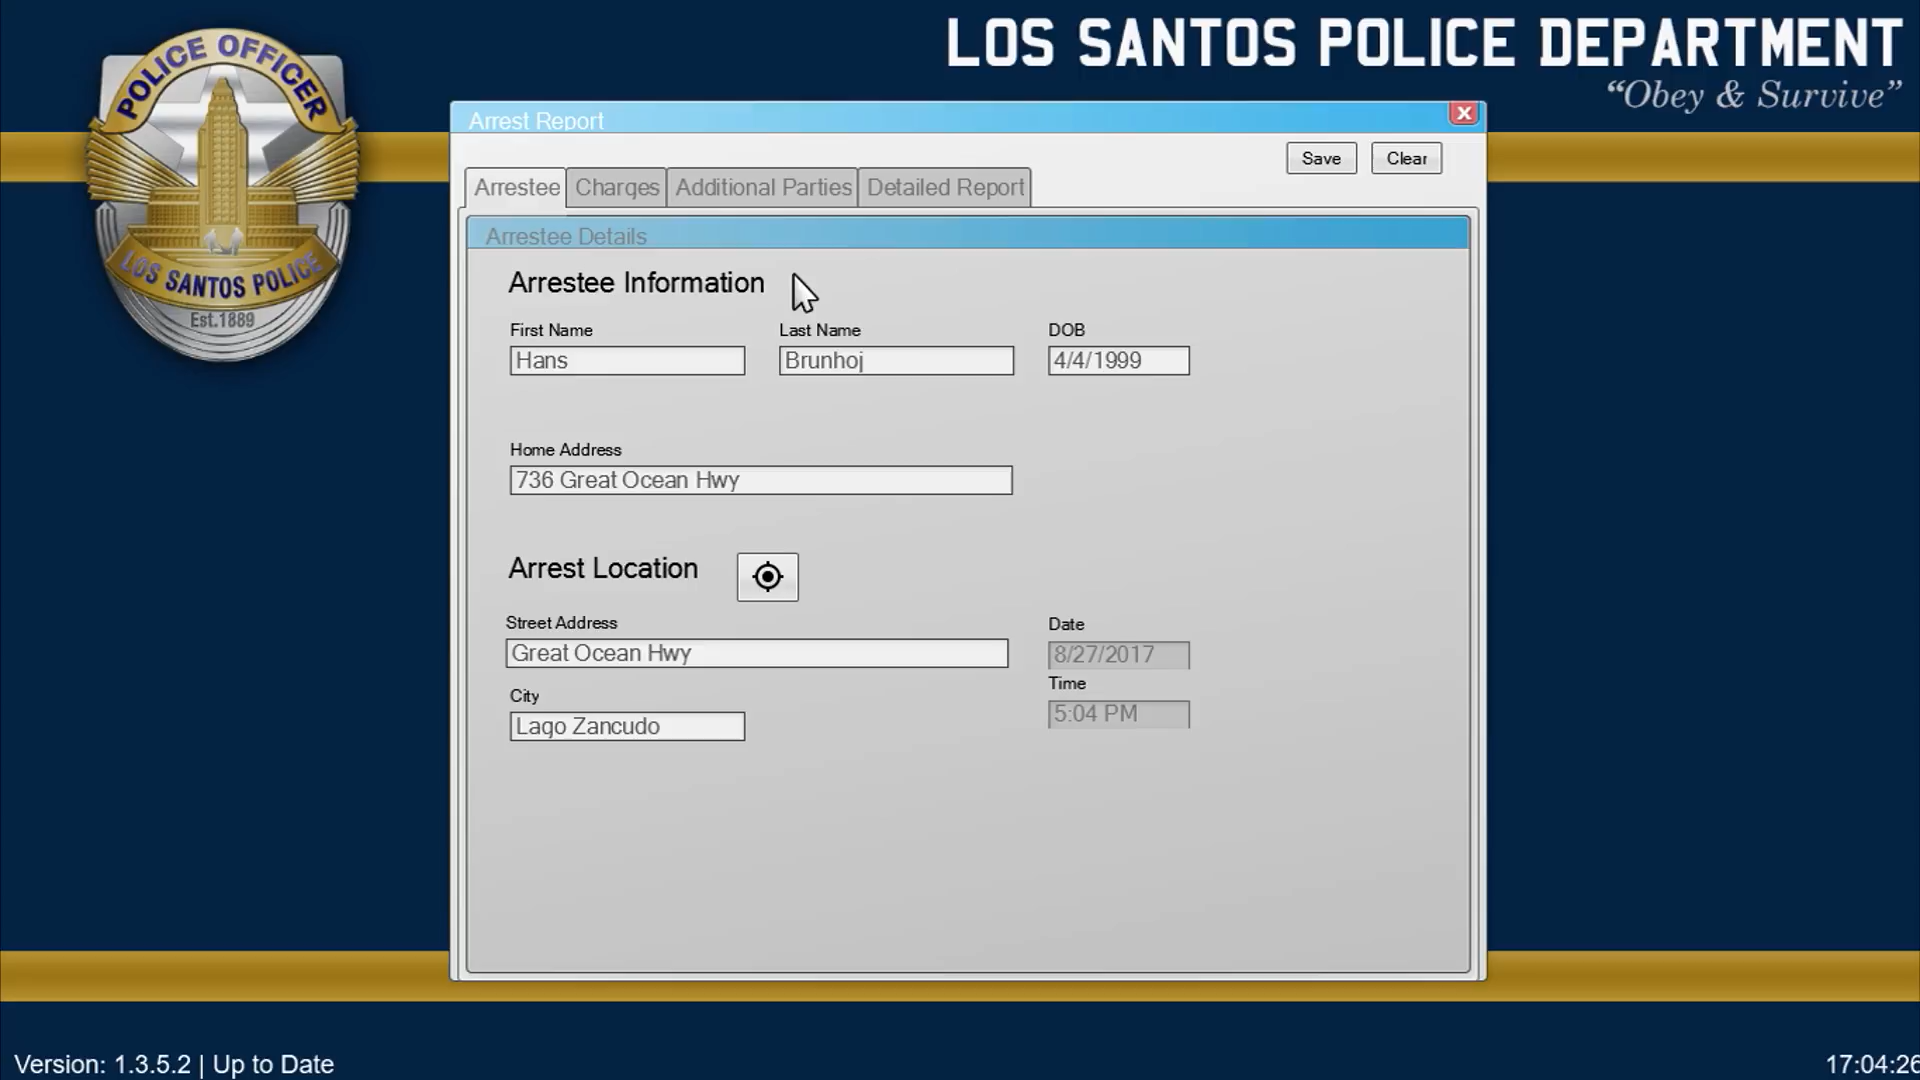 POLICE OFFICER
LOS SANTOS POLICE
Est.1889
LOS SANTOS POLICE DEPARTMENT
“Obey & Survive”
Arrest Report
Save Clear
Arrestee Charges Additional Parties Detailed Report
Arrestee Details
Arrestee Information
First Name Last Name DOB
Hans Brunhoj 4/4/1999
Home Address
736 Great Ocean Hwy
Arrest Location
Street Address Date
Great Ocean Hwy 8/27/2017
City Time
Lago Zancudo 5:04 PM
Version: 1.3.5.2 | Up to Date 17:04:26